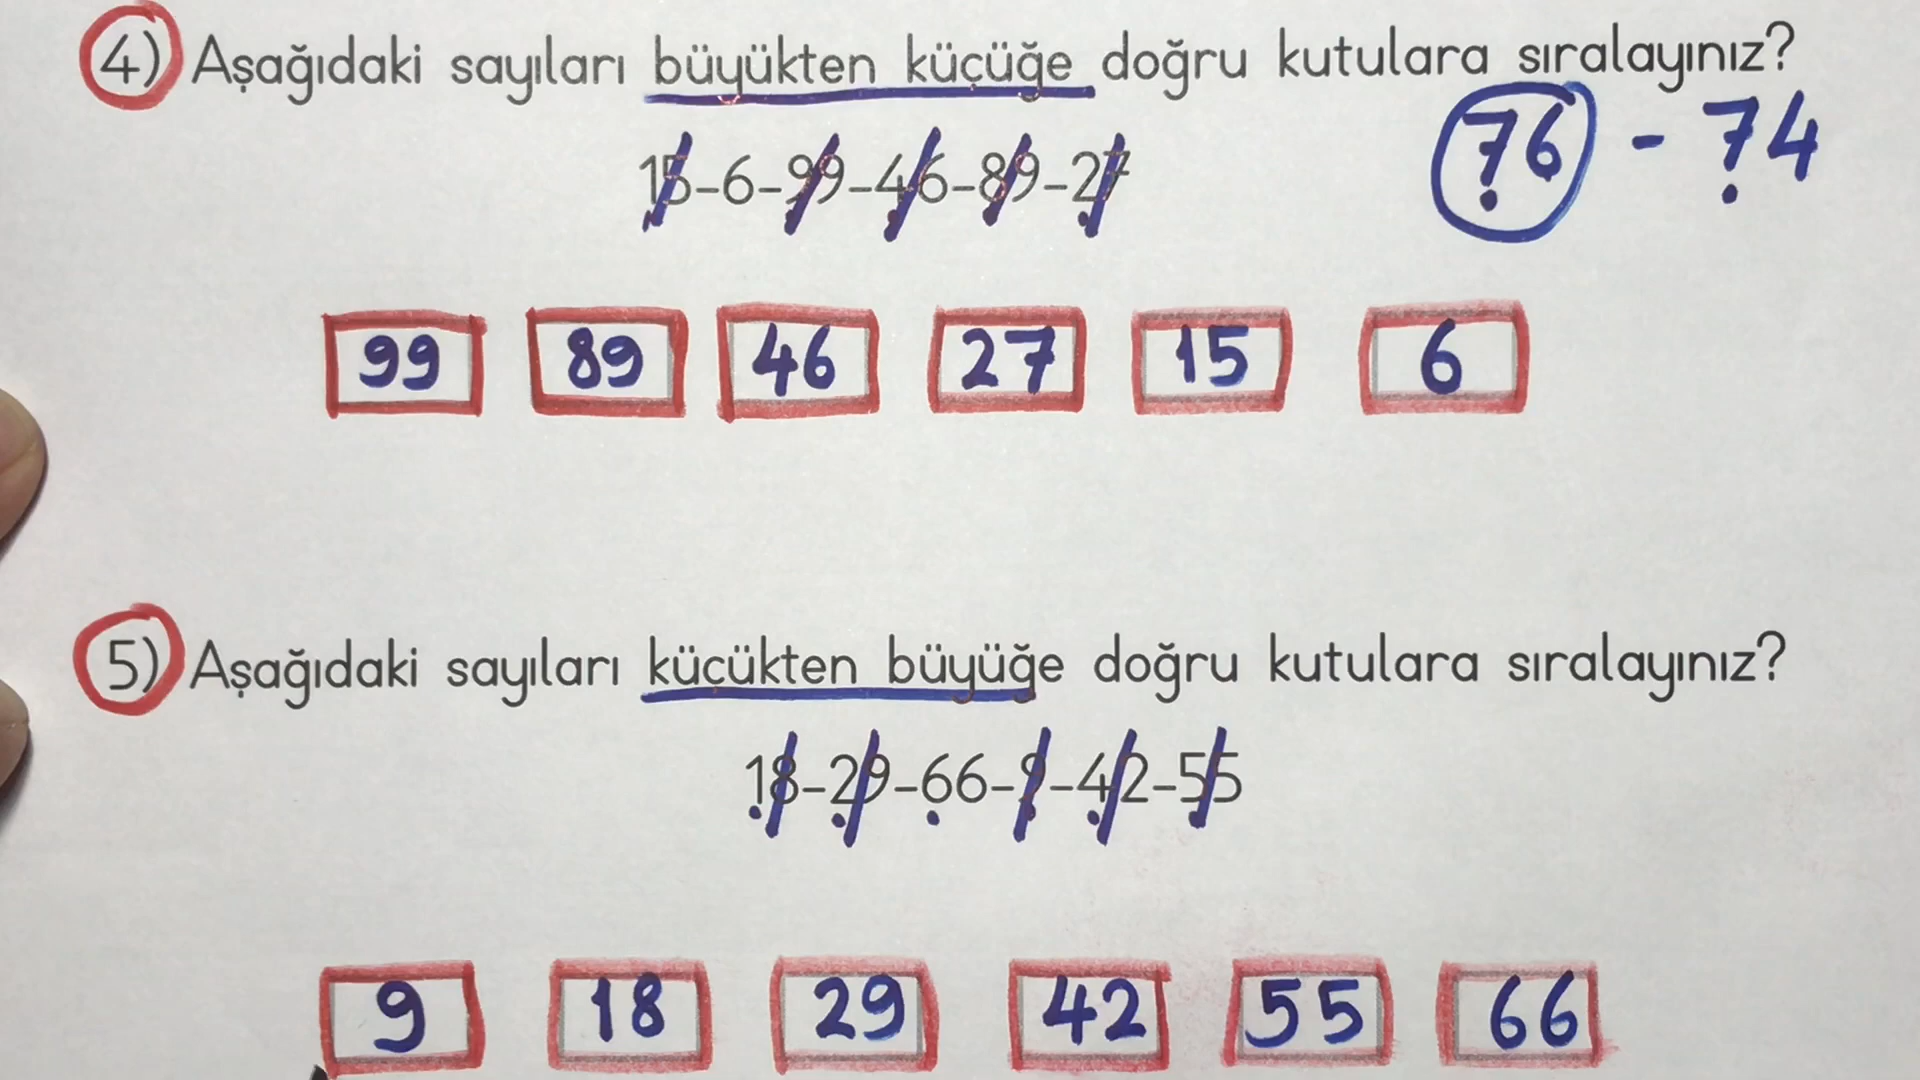 4) Aşağıdaki sayıları büyükten küçüğe doğru kutulara sıralayınız?
76 - 74
15-6-99-46-89-27
99 89 46 27 15 6
5) Aşağıdaki sayıları küçükten büyüğe doğru kutulara sıralayınız?
18-29-66-9-42-55
9 18 29 42 55 66